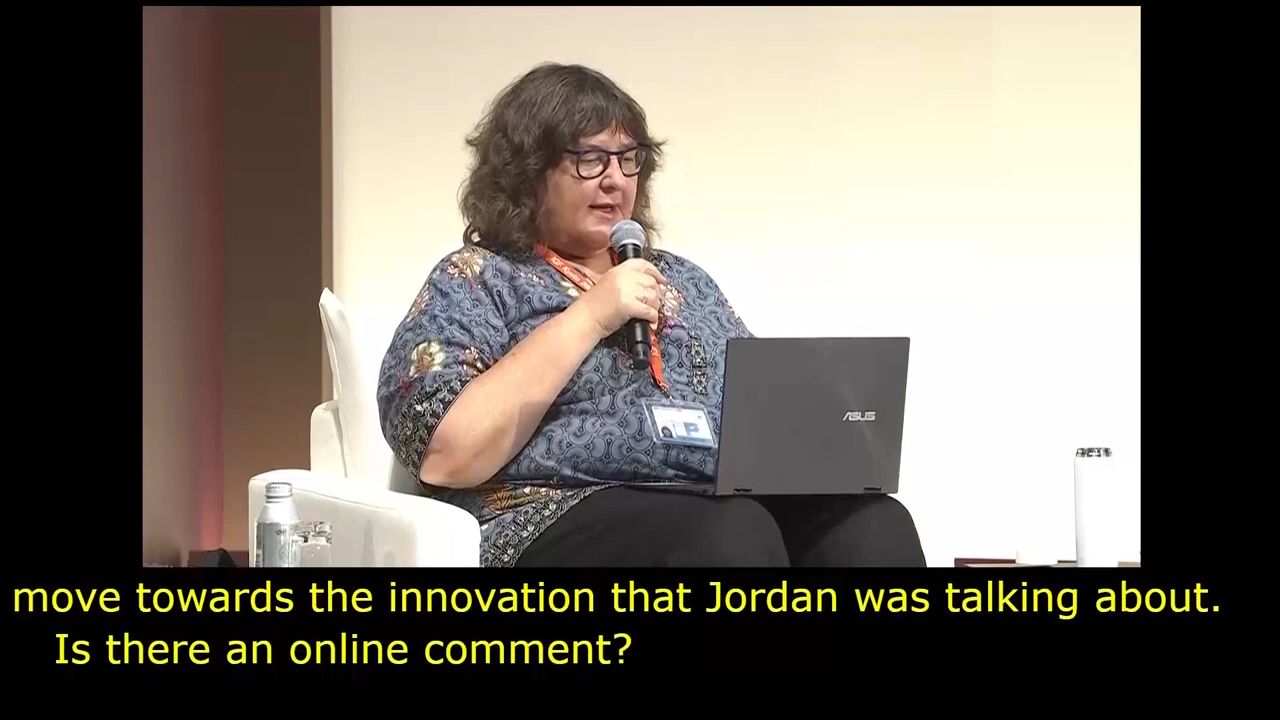 ASUS
P
move towards the innovation that Jordan was talking about.
Is there an online comment?